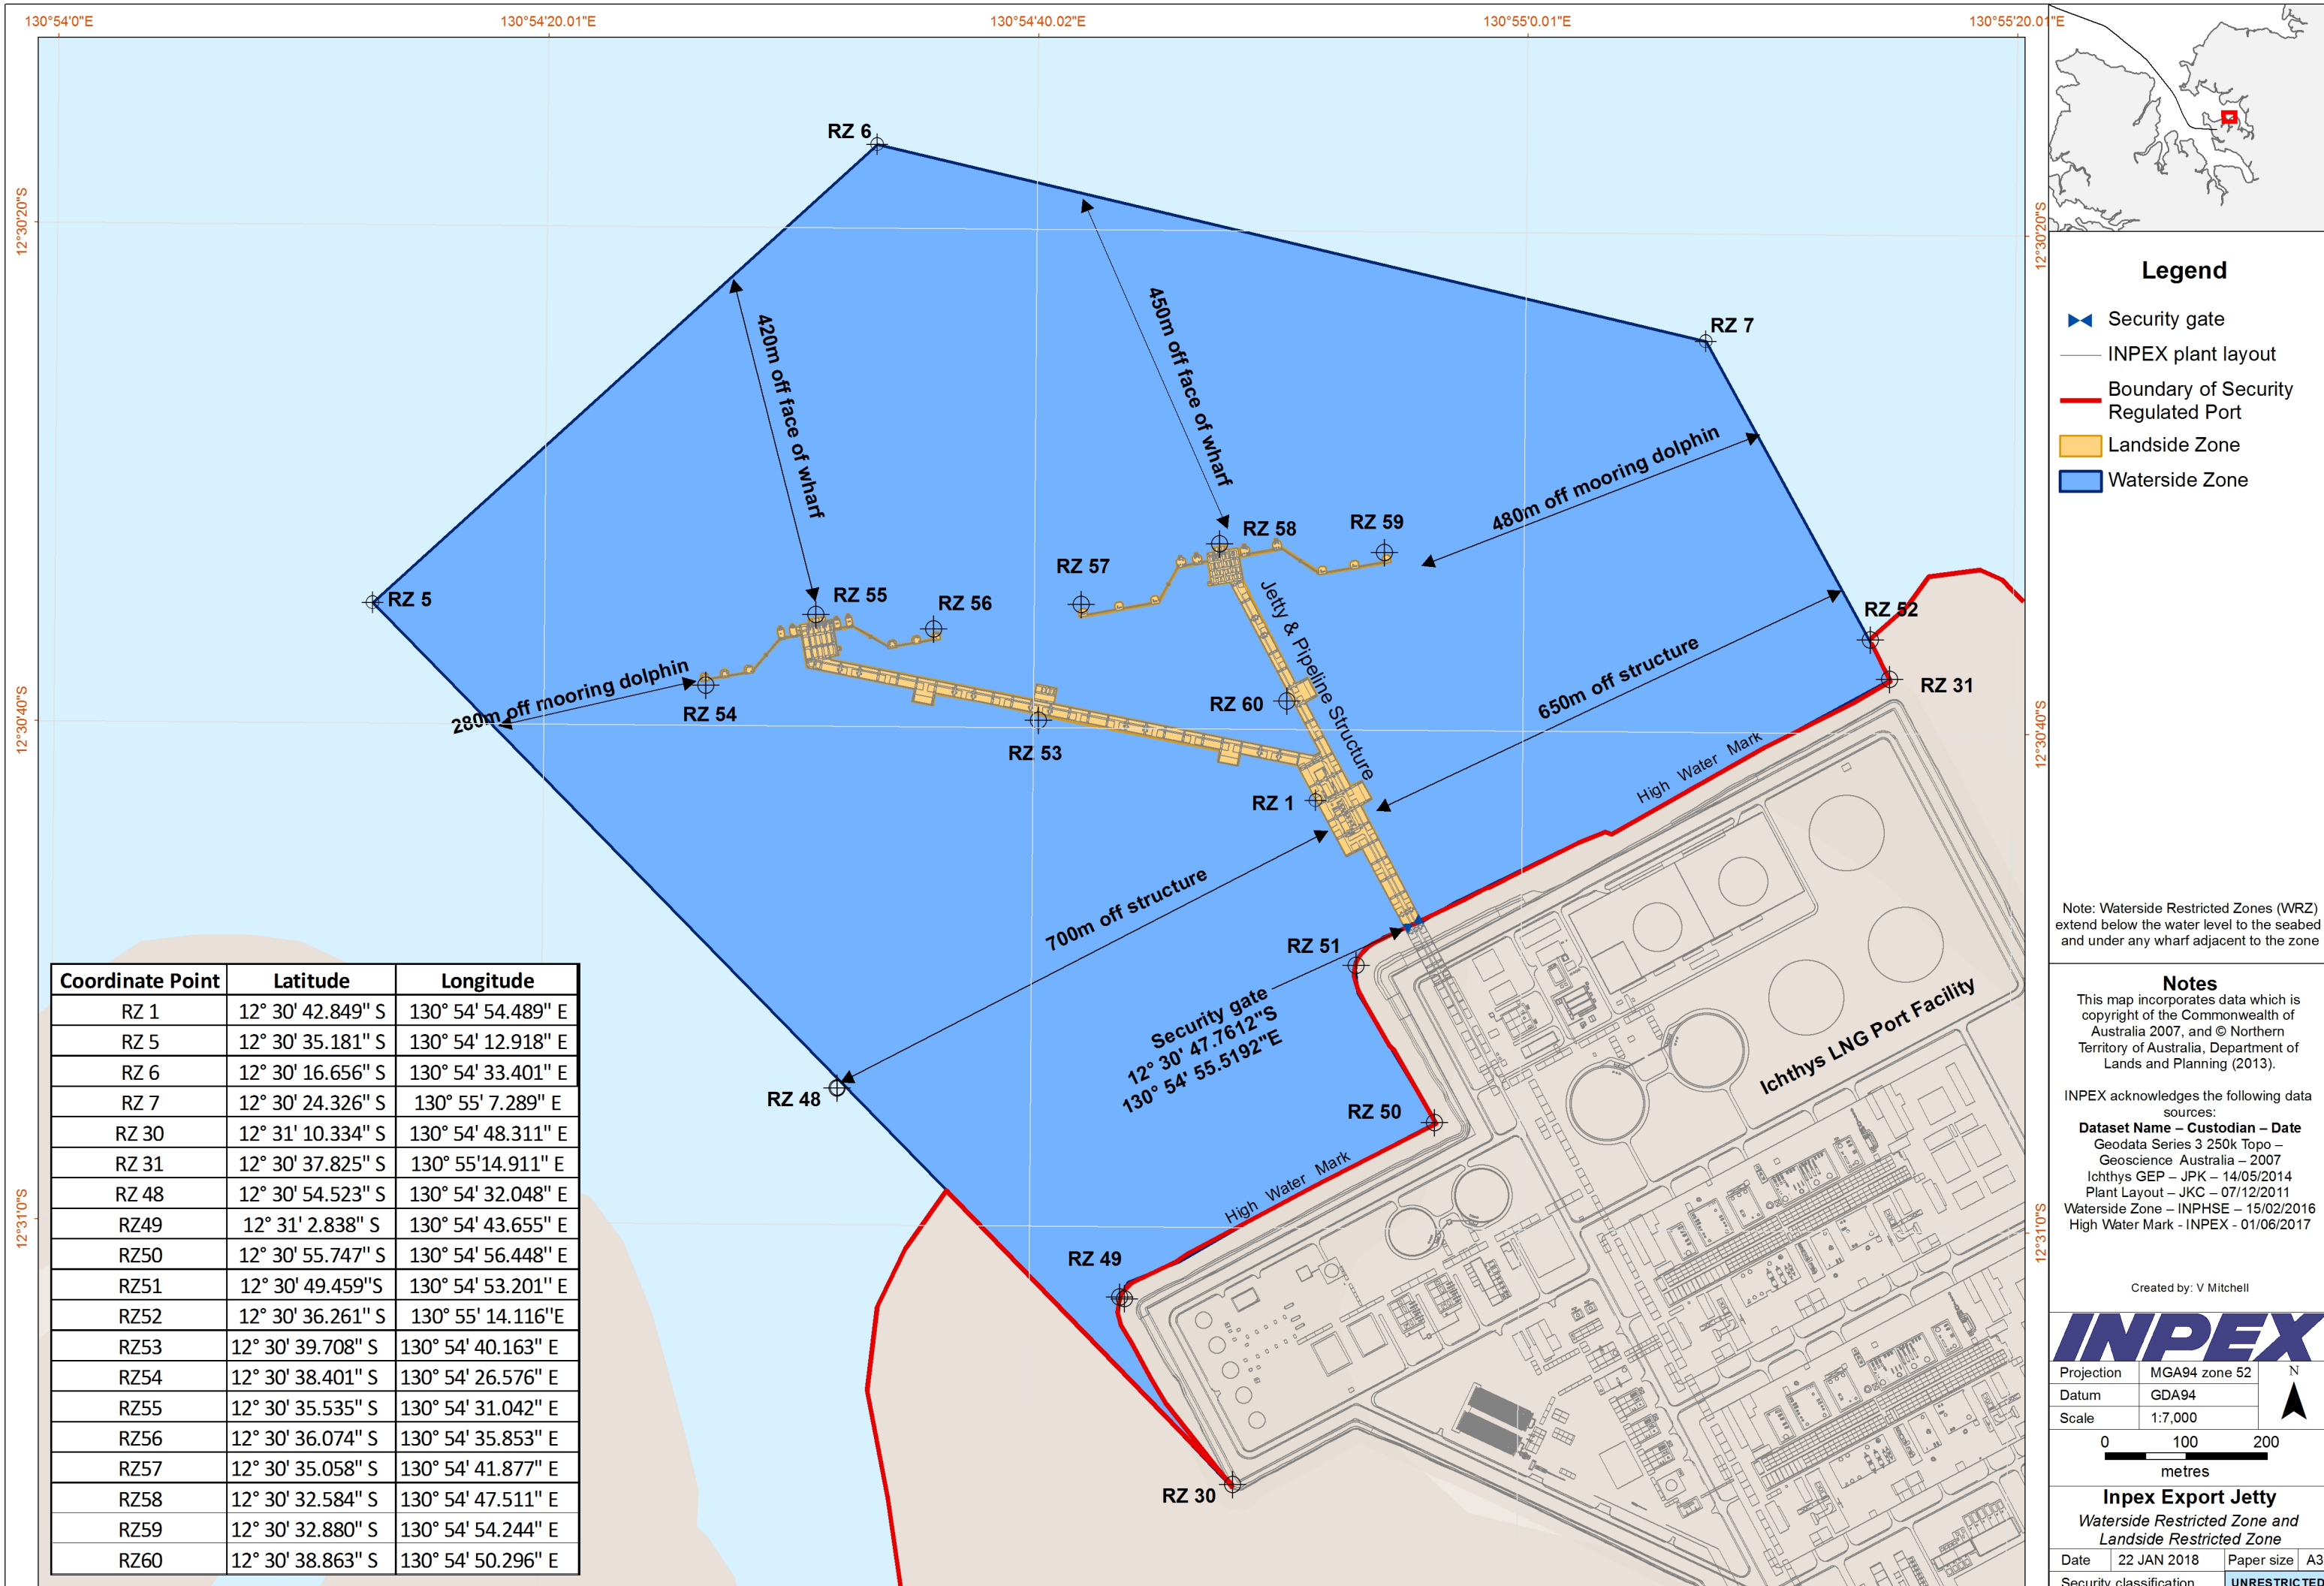 130°54'0"E
130°54'20.01"E
130°54'40.02"E
130°55'0.01"E
130°55'20.01"E
12°30'20"S
12°30'40"S
12°31'0"S
12°30'20"S
12°30'40"S
12°31'0"S
RZ 6
RZ 7
RZ 5
420m off face of wharf
450m off face of wharf
480m off mooring dolphin
RZ 58
RZ 59
RZ 57
RZ 55
RZ 56
RZ 52
RZ 31
280m off mooring dolphin
RZ 54
RZ 53
RZ 60
Jetty & Pipeline Structure
650m off structure
RZ 1
High Water Mark
700m off structure
RZ 51
Security gate
12° 30' 47.7612"S
130° 54' 55.5192"E
RZ 48
RZ 50
High Water Mark
Ichthys LNG Port Facility
RZ 49
RZ 30
Coordinate Point Latitude Longitude
RZ 1 12° 30' 42.849" S 130° 54' 54.489" E
RZ 5 12° 30' 35.181" S 130° 54' 12.918" E
RZ 6 12° 30' 16.656" S 130° 54' 33.401" E
RZ 7 12° 30' 24.326" S 130° 55' 7.289" E
RZ 30 12° 31' 10.334" S 130° 54' 48.311" E
RZ 31 12° 30' 37.825" S 130° 55'14.911" E
RZ 48 12° 30' 54.523" S 130° 54' 32.048" E
RZ49 12° 31' 2.838" S 130° 54' 43.655" E
RZ50 12° 30' 55.747" S 130° 54' 56.448" E
RZ51 12° 30' 49.459"S 130° 54' 53.201'' E
RZ52 12° 30' 36.261" S 130° 55' 14.116''E
RZ53 12° 30' 39.708" S 130° 54' 40.163" E
RZ54 12° 30' 38.401" S 130° 54' 26.576" E
RZ55 12° 30' 35.535" S 130° 54' 31.042" E
RZ56 12° 30' 36.074" S 130° 54' 35.853" E
RZ57 12° 30' 35.058" S 130° 54' 41.877" E
RZ58 12° 30' 32.584" S 130° 54' 47.511" E
RZ59 12° 30' 32.880" S 130° 54' 54.244" E
RZ60 12° 30' 38.863" S 130° 54' 50.296" E
Legend
Security gate
INPEX plant layout
Boundary of Security
Regulated Port
Landside Zone
Waterside Zone
Note: Waterside Restricted Zones (WRZ)
extend below the water level to the seabed
and under any wharf adjacent to the zone
Notes
This map incorporates data which is
copyright of the Commonwealth of
Australia 2007, and © Northern
Territory of Australia, Department of
Lands and Planning (2013).
INPEX acknowledges the following data
sources:
Dataset Name – Custodian – Date
Geodata Series 3 250k Topo –
Geoscience Australia – 2007
Ichthys GEP – JPK – 14/05/2014
Plant Layout – JKC – 07/12/2011
Waterside Zone – INPHSE – 15/02/2016
High Water Mark - INPEX - 01/06/2017
Created by: V Mitchell
INPEX
Projection MGA94 zone 52
Datum GDA94
Scale 1:7,000
N
0 100 200
metres
Inpex Export Jetty
Waterside Restricted Zone and
Landside Restricted Zone
Date 22 JAN 2018 Paper size A3
Security classification UNRESTRICTED